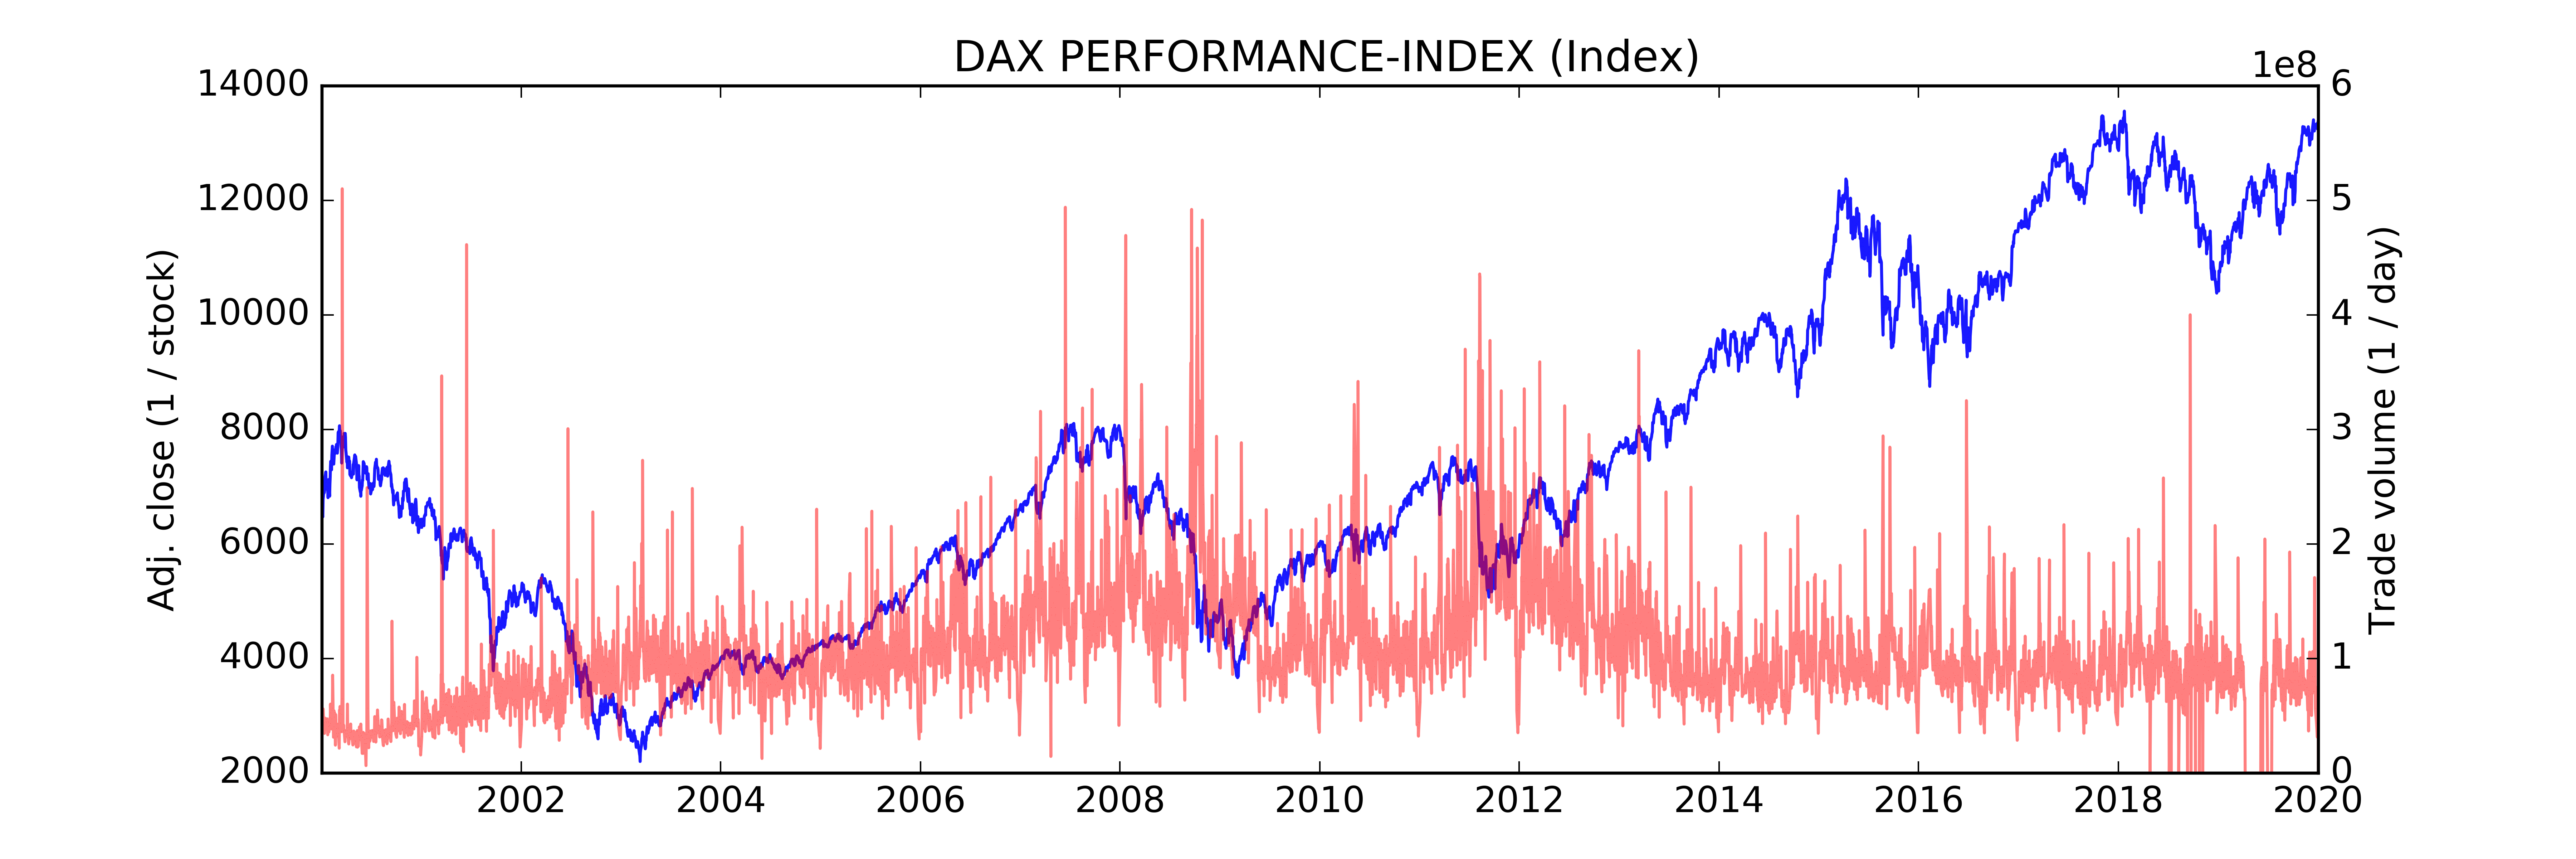 DAX PERFORMANCE-INDEX (Index)
1e8
14000
12000
10000
8000
6000
4000
2000
Adj. close (1 / stock)
6
5
4
3
2
1
0
Trade volume (1 / day)
2002 2004 2006 2008 2010 2012 2014 2016 2018 2020